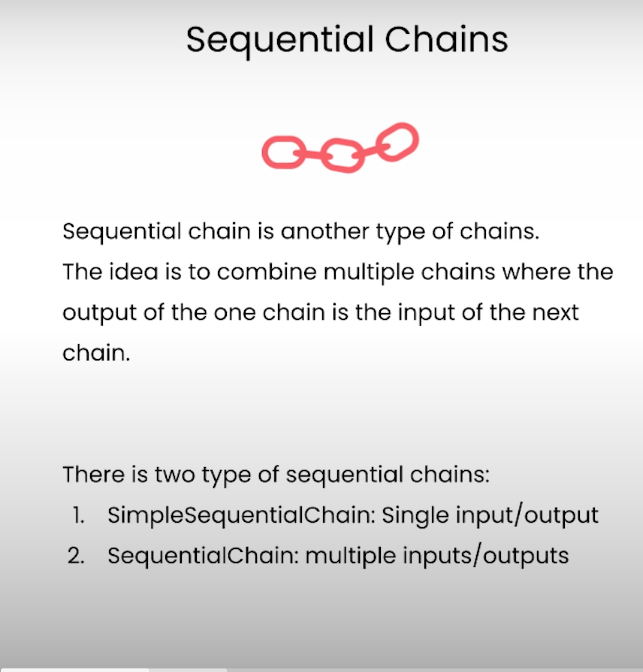 Sequential Chains
Sequential chain is another type of chains.
The idea is to combine multiple chains where the
output of the one chain is the input of the next
chain.
There is two type of sequential chains:
1. SimpleSequentialChain: Single input/output
2. SequentialChain: multiple inputs/outputs